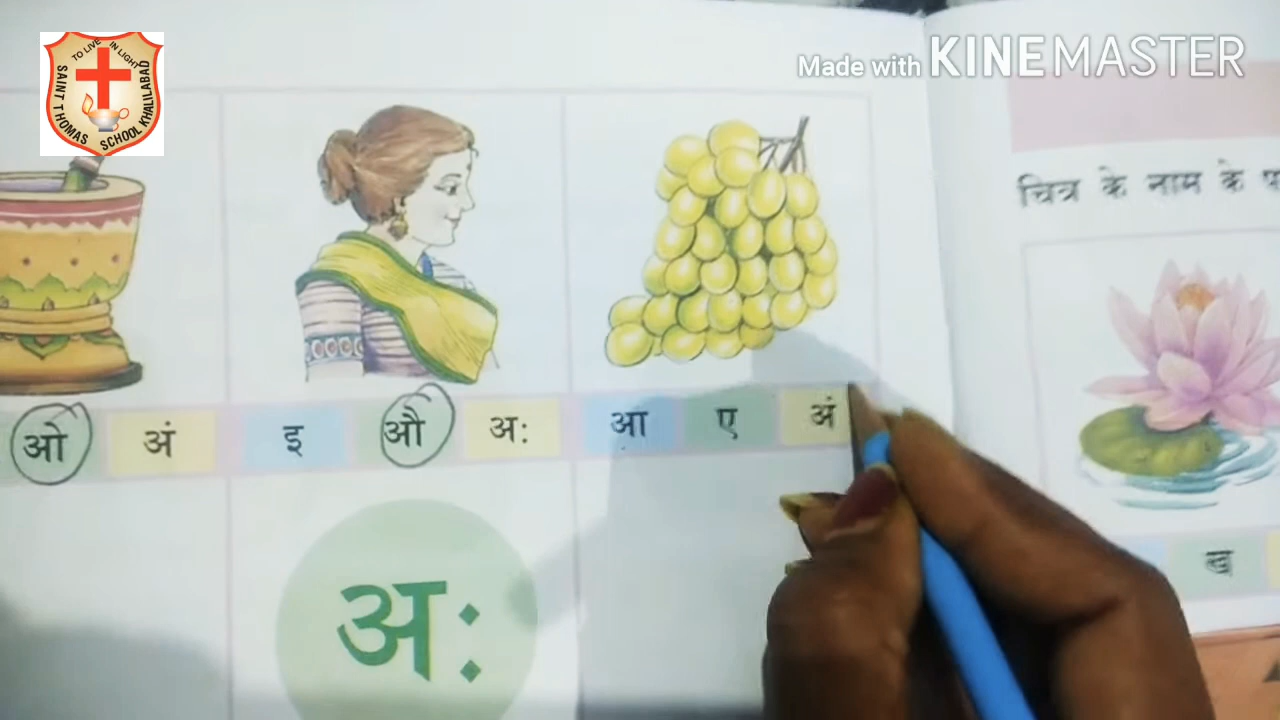 TO LIVE IN LIGHT
SAINT THOMAS SCHOOL KHALILABAD
Made with KINEMASTER
चित्र के नाम के
ओ अं इ औ अः आ ए अं
ख
अः